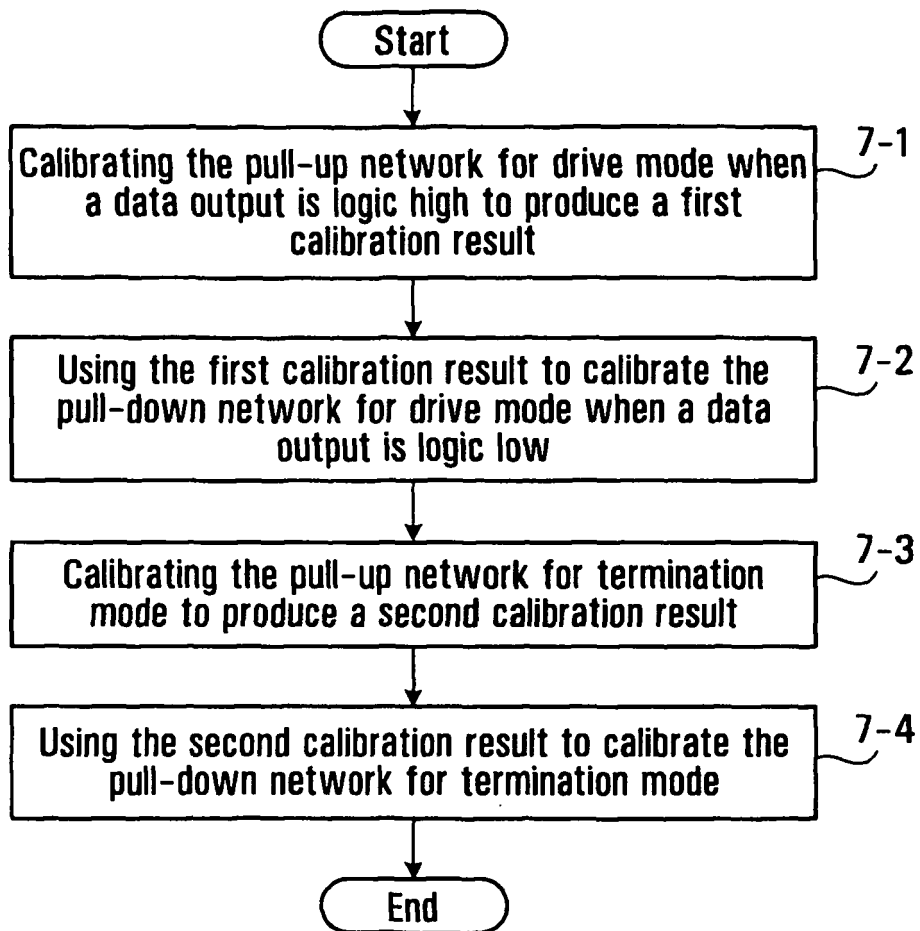 Start
7-1
Calibrating the pull-up network for drive mode when
a data output is logic high to produce a first
calibration result
7-2
Using the first calibration result to calibrate the
pull-down network for drive mode when a data
output is logic low
7-3
Calibrating the pull-up network for termination
mode to produce a second calibration result
7-4
Using the second calibration result to calibrate the
pull-down network for termination mode
End